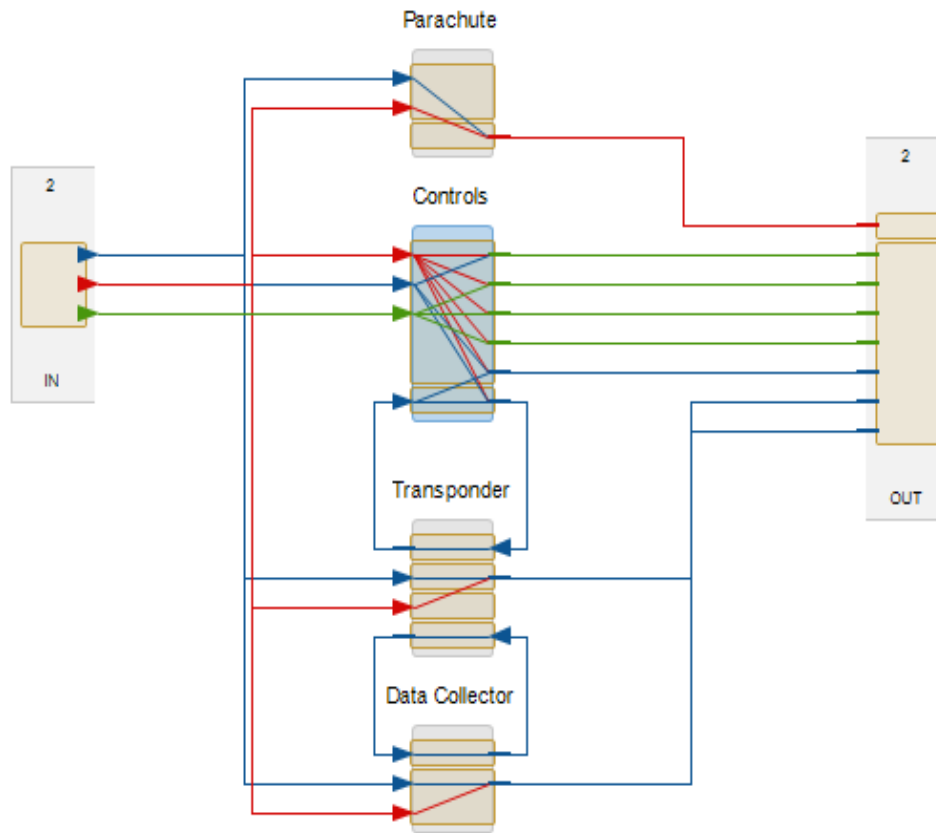 Parachute
2
IN
Controls
Transponder
Data Collector
2
OUT